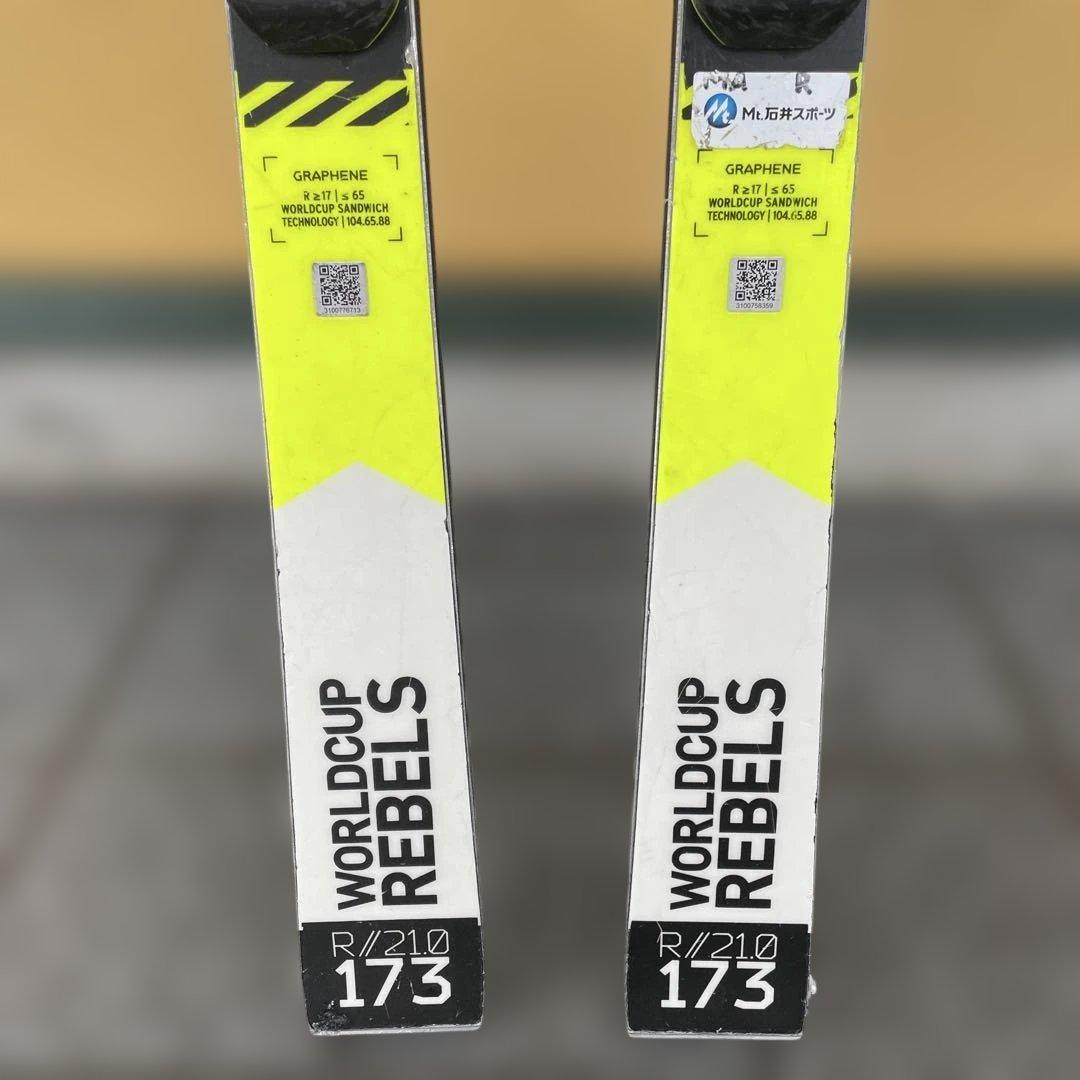 GRAPHENE
R ≥ 17 | ≤ 65
WORLDCUP SANDWICH
TECHNOLOGY | 104.65.88
3100776713
WORLDCUP
REBELS
R//21.0
173
MA R
Mt.石井スポーツ
GRAPHENE
R ≥ 17 | ≤ 65
WORLDCUP SANDWICH
TECHNOLOGY | 104.65.88
3100758359
WORLDCUP
REBELS
R//21.0
173